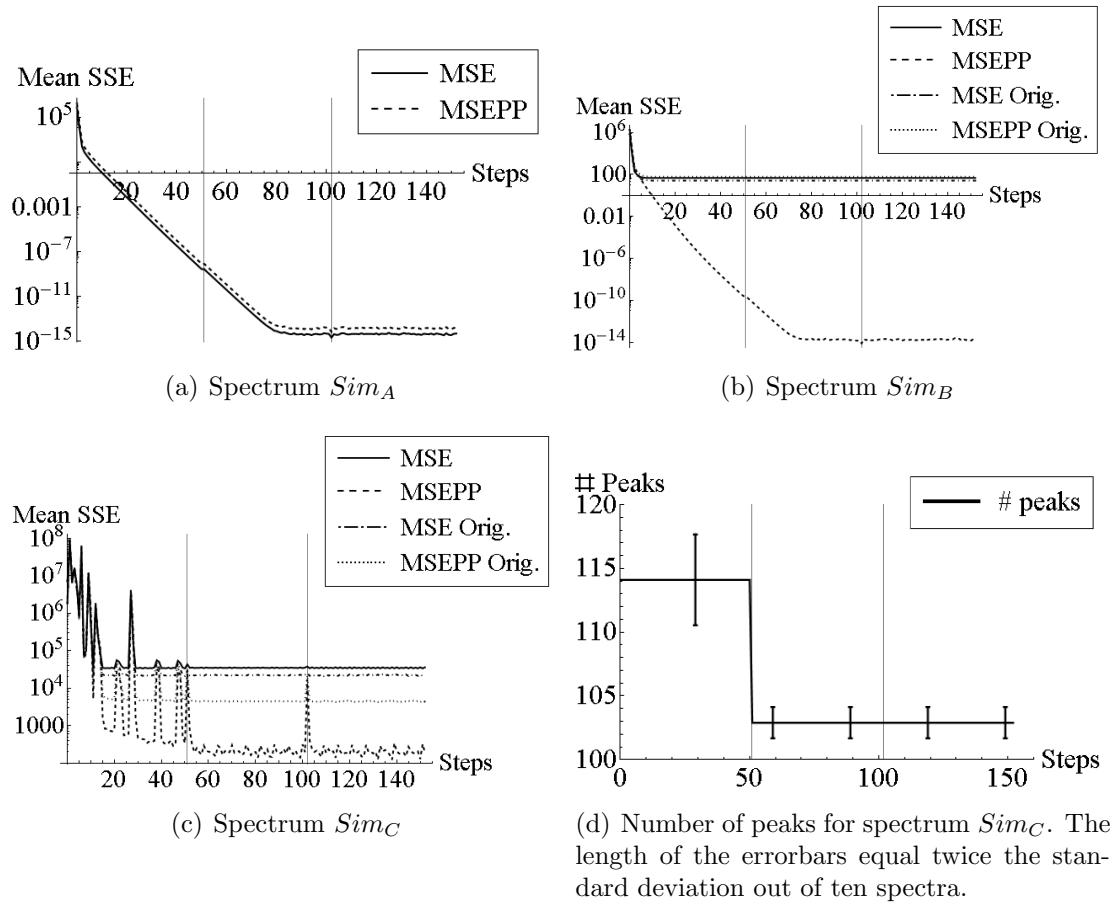 Mean SSE
MSE
MSEPP
10^5
0.001
10^-7
10^-11
10^-15
20 40 60 80 100 120 140
Steps
(a) Spectrum Sim_A
Mean SSE
MSE
MSEPP
MSE Orig.
MSEPP Orig.
10^6
100
0.01
10^-6
10^-10
10^-14
20 40 60 80 100 120 140
Steps
(b) Spectrum Sim_B
Mean SSE
MSE
MSEPP
MSE Orig.
MSEPP Orig.
10^8
10^7
10^6
10^5
10^4
1000
20 40 60 80 100 120 140
Steps
(c) Spectrum Sim_C
# Peaks
# peaks
120
115
110
105
100
0 50 100 150
Steps
(d) Number of peaks for spectrum Sim_C. The
length of the errorbars equal twice the stan-
dard deviation out of ten spectra.